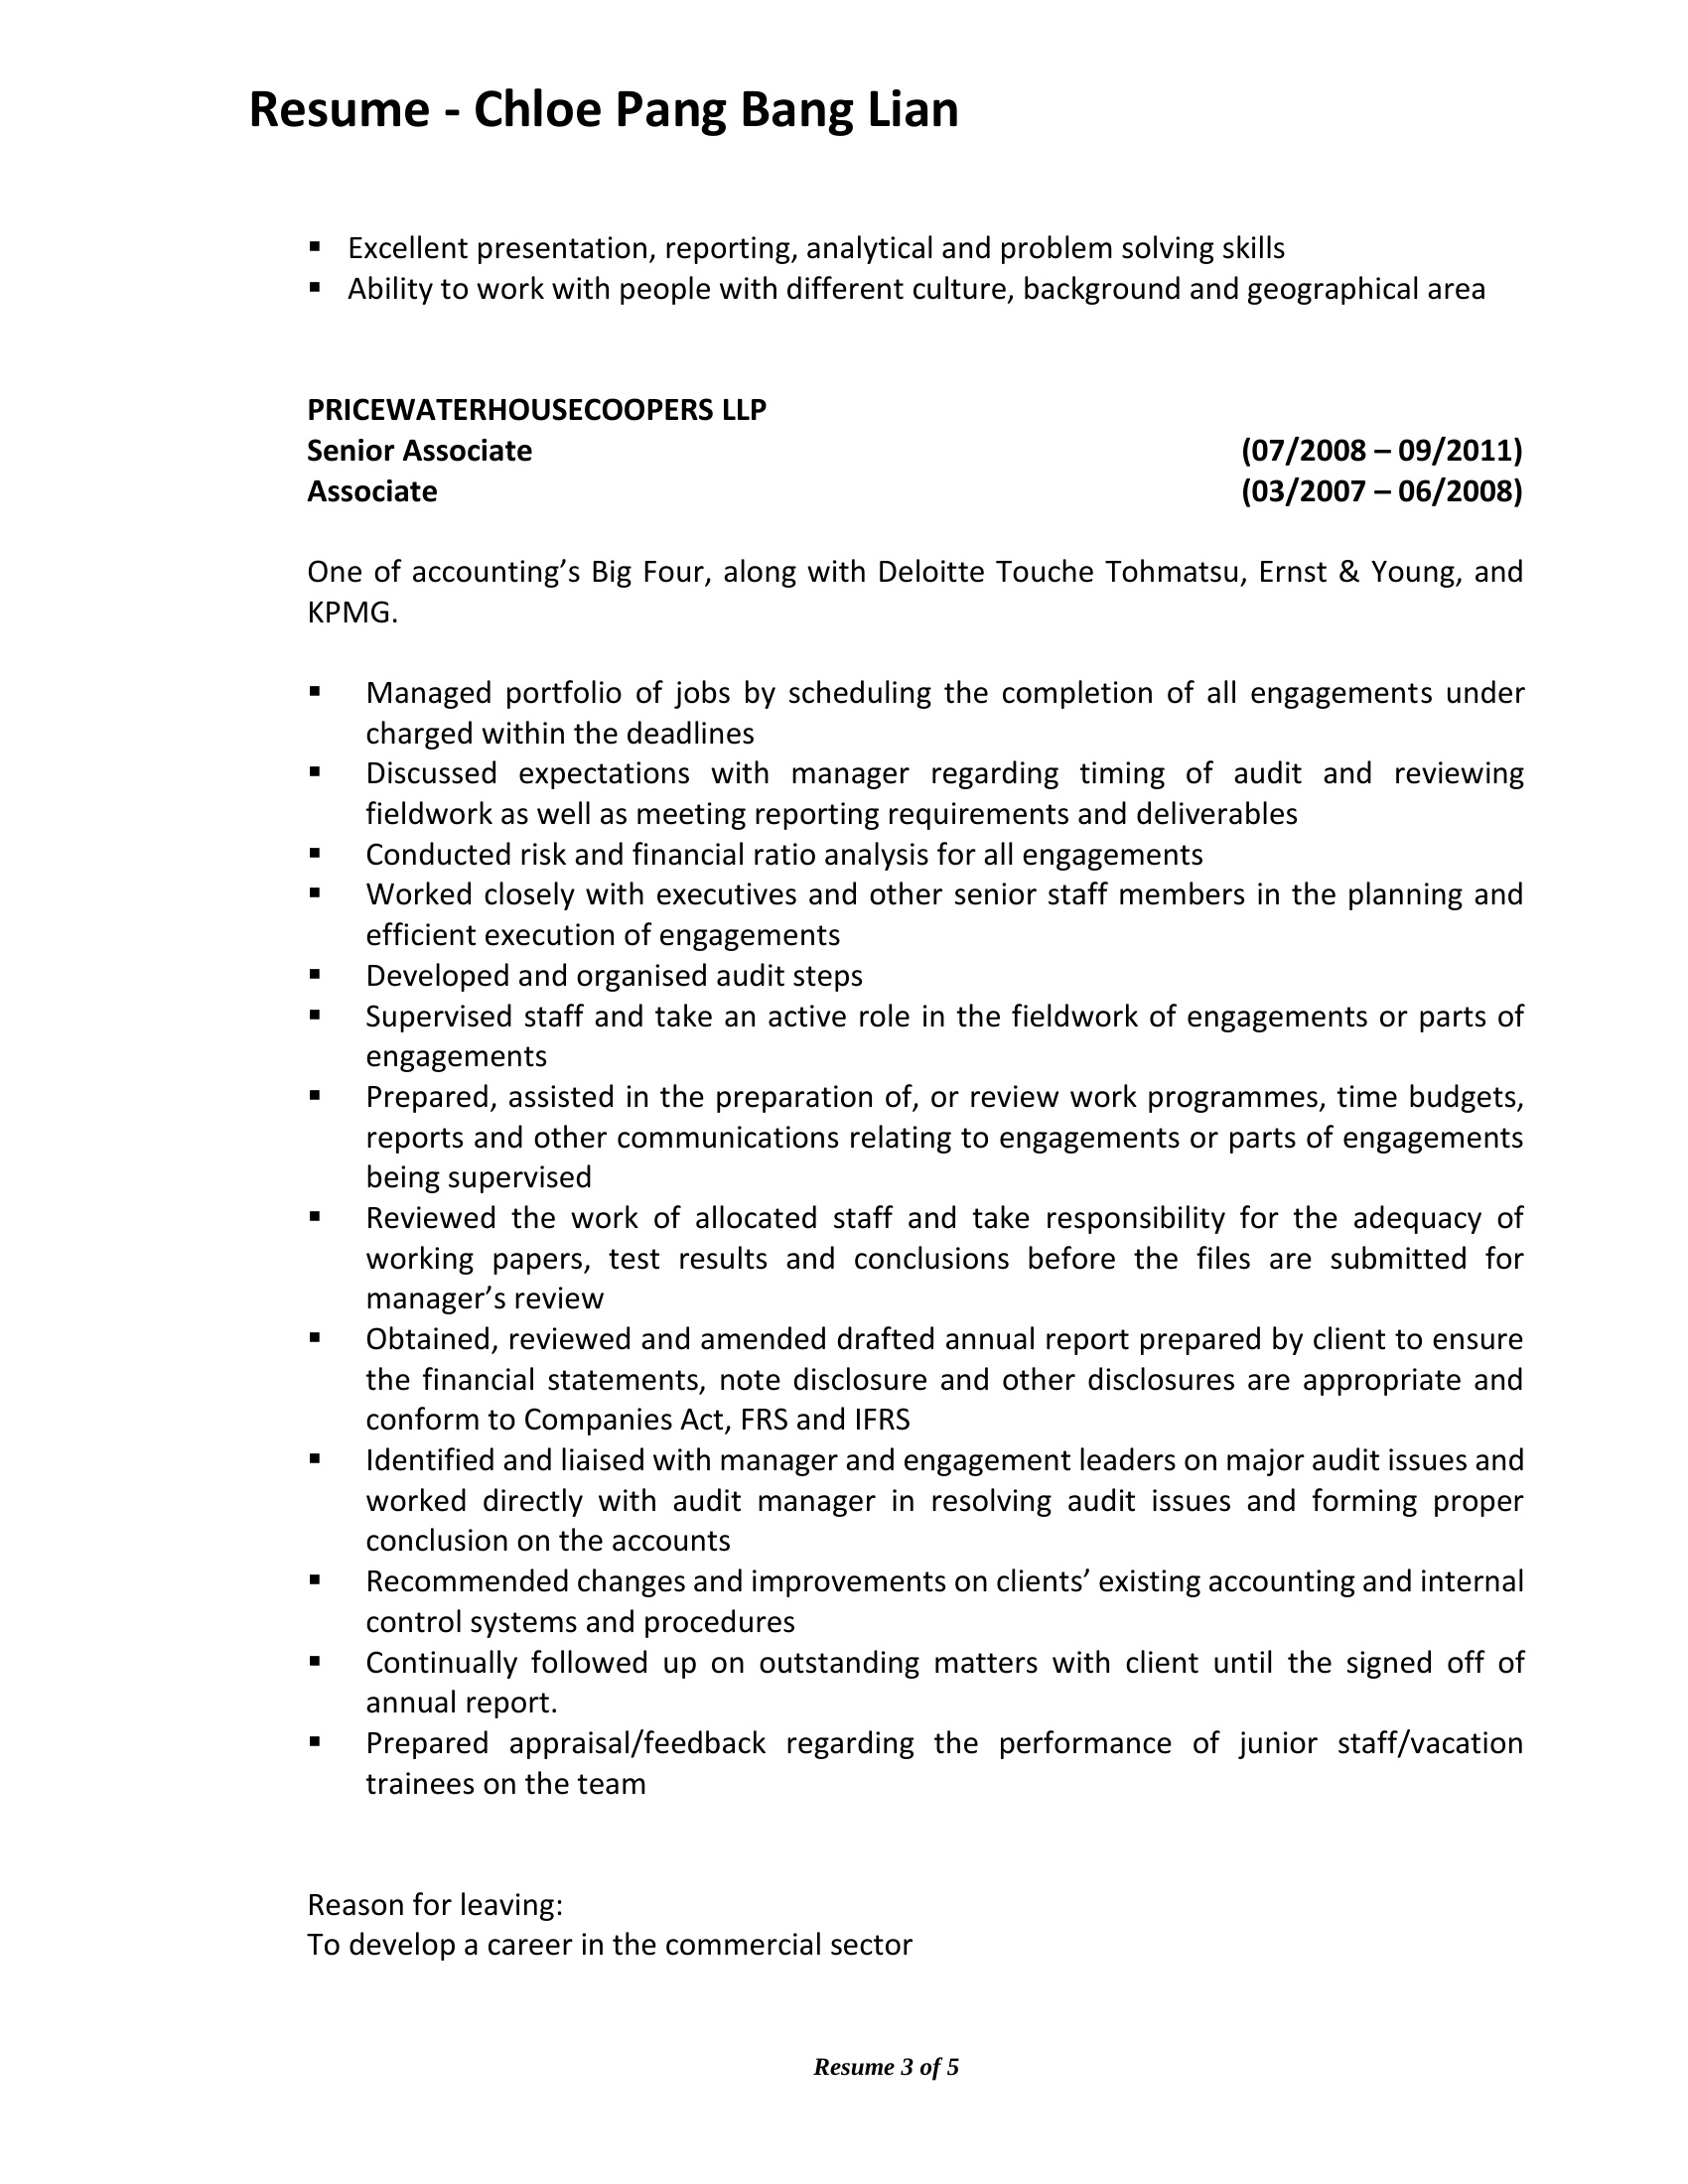 Resume - Chloe Pang Bang Lian
▪ Excellent presentation, reporting, analytical and problem solving skills
▪ Ability to work with people with different culture, background and geographical area
PRICEWATERHOUSECOOPERS LLP
Senior Associate (07/2008 – 09/2011)
Associate (03/2007 – 06/2008)
One of accounting’s Big Four, along with Deloitte Touche Tohmatsu, Ernst & Young, and
KPMG.
▪ Managed portfolio of jobs by scheduling the completion of all engagements under
charged within the deadlines
▪ Discussed expectations with manager regarding timing of audit and reviewing
fieldwork as well as meeting reporting requirements and deliverables
▪ Conducted risk and financial ratio analysis for all engagements
▪ Worked closely with executives and other senior staff members in the planning and
efficient execution of engagements
▪ Developed and organised audit steps
▪ Supervised staff and take an active role in the fieldwork of engagements or parts of
engagements
▪ Prepared, assisted in the preparation of, or review work programmes, time budgets,
reports and other communications relating to engagements or parts of engagements
being supervised
▪ Reviewed the work of allocated staff and take responsibility for the adequacy of
working papers, test results and conclusions before the files are submitted for
manager’s review
▪ Obtained, reviewed and amended drafted annual report prepared by client to ensure
the financial statements, note disclosure and other disclosures are appropriate and
conform to Companies Act, FRS and IFRS
▪ Identified and liaised with manager and engagement leaders on major audit issues and
worked directly with audit manager in resolving audit issues and forming proper
conclusion on the accounts
▪ Recommended changes and improvements on clients’ existing accounting and internal
control systems and procedures
▪ Continually followed up on outstanding matters with client until the signed off of
annual report.
▪ Prepared appraisal/feedback regarding the performance of junior staff/vacation
trainees on the team
Reason for leaving:
To develop a career in the commercial sector
Resume 3 of 5